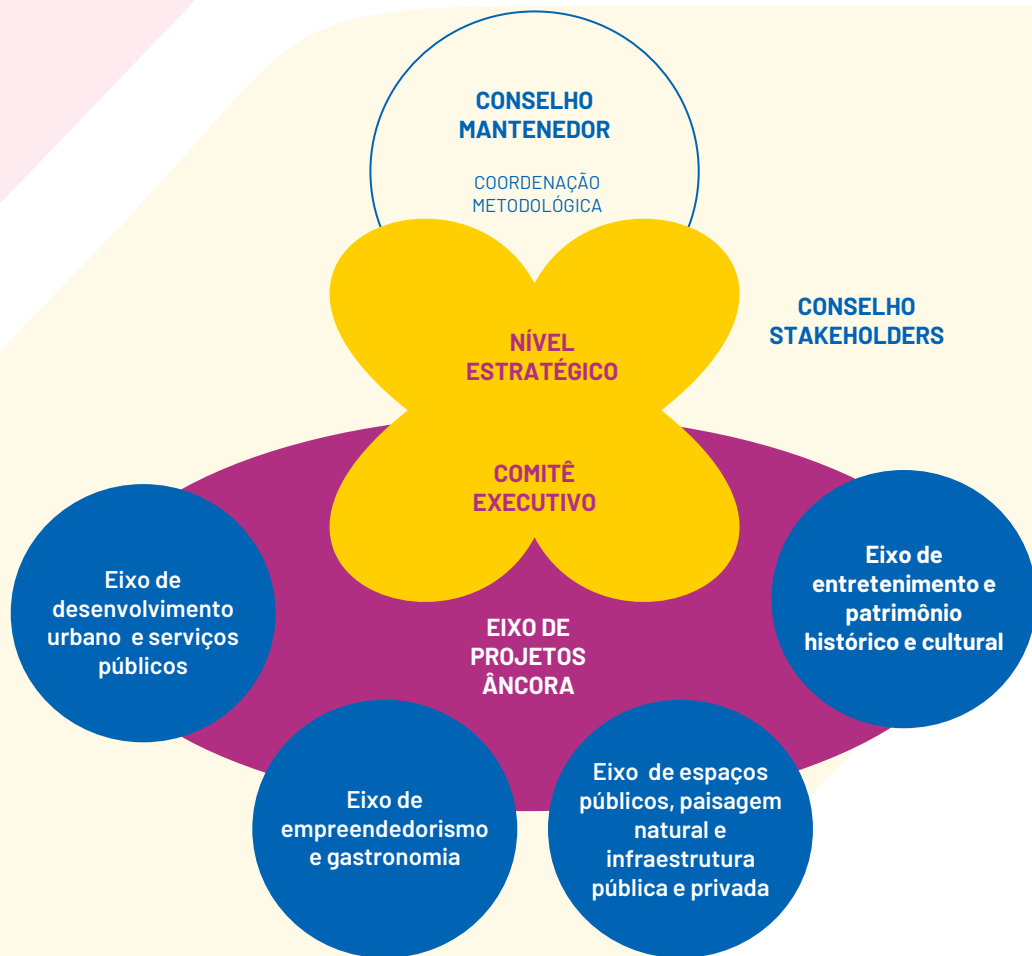 CONSELHO
MANTENEDOR
COORDENAÇÃO
METODOLÓGICA
CONSELHO
STAKEHOLDERS
NÍVEL
ESTRATÉGICO
COMITÊ
EXECUTIVO
EIXO DE
PROJETOS
ÂNCORA
Eixo de
desenvolvimento
urbano e serviços
públicos
Eixo de
empreendedorismo
e gastronomia
Eixo de espaços
públicos, paisagem
natural e
infraestrutura
pública e privada
Eixo de
entretenimento e
patrimônio
histórico e cultural